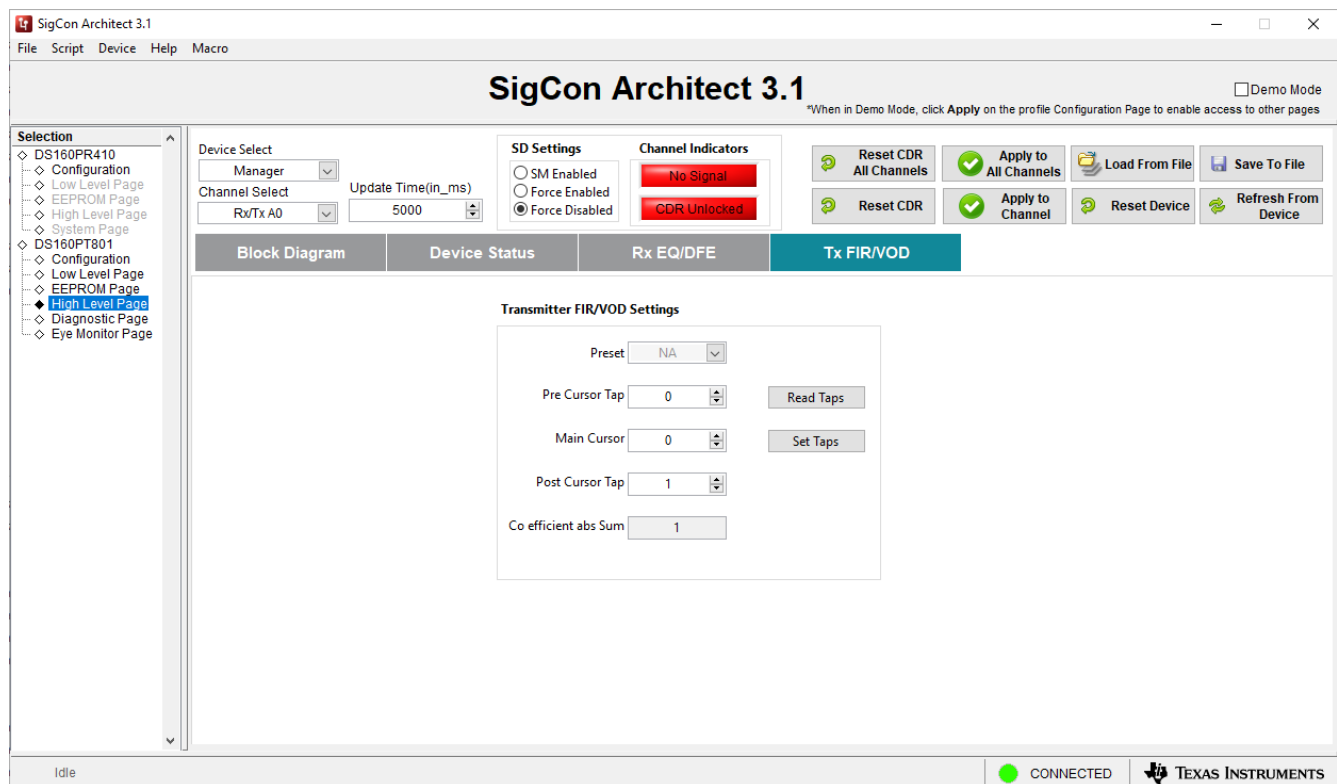 SigCon Architect 3.1
File Script Device Help Macro
SigCon Architect 3.1
Demo Mode
*When in Demo Mode, click Apply on the profile Configuration Page to enable access to other pages
Selection
DS160PR410
Configuration
Low Level Page
EEPROM Page
High Level Page
System Page
DS160PT801
Configuration
Low Level Page
EEPROM Page
High Level Page
Diagnostic Page
Eye Monitor Page
Device Select
Manager
Channel Select
Rx/Tx A0
Update Time(in_ms)
5000
SD Settings
SM Enabled
Force Enabled
Force Disabled
Channel Indicators
No Signal
CDR Unlocked
Reset CDR
All Channels
Apply to
All Channels
Load From File
Save To File
Reset CDR
Apply to
Channel
Reset Device
Refresh From
Device
Block Diagram
Device Status
Rx EQ/DFE
Tx FIR/VOD
Transmitter FIR/VOD Settings
Preset NA
Pre Cursor Tap 0 Read Taps
Main Cursor 0 Set Taps
Post Cursor Tap 1
Co efficient abs Sum 1
Idle
CONNECTED
TEXAS INSTRUMENTS